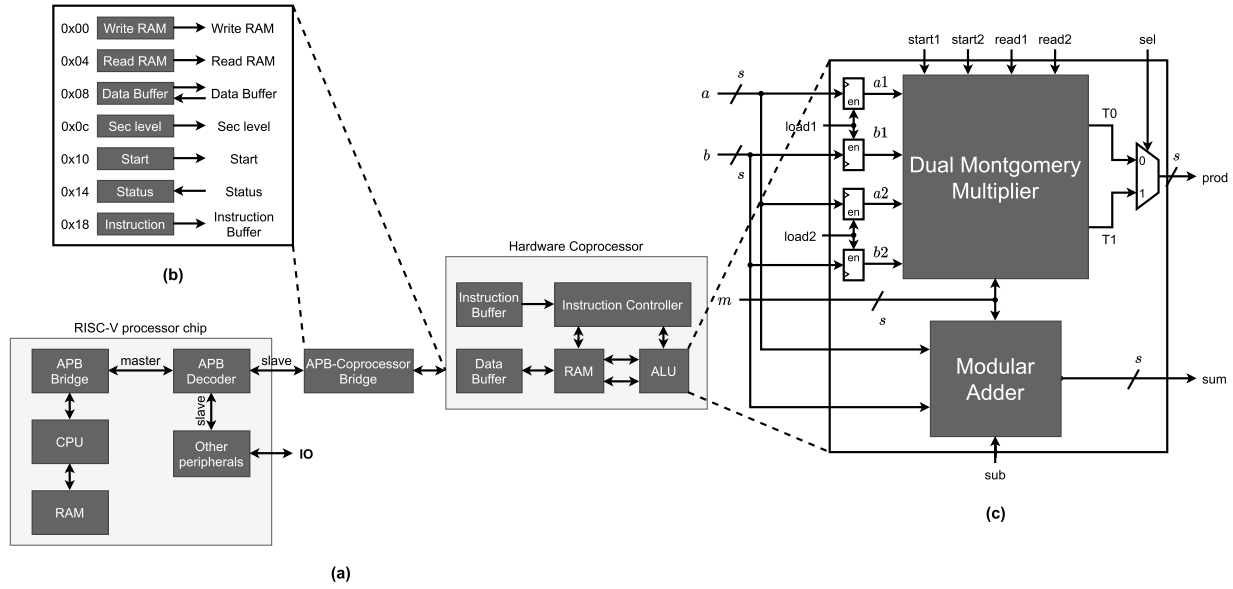 0x00 Write RAM Write RAM
0x04 Read RAM Read RAM
0x08 Data Buffer Data Buffer
0x0c Sec level Sec level
0x10 Start Start
0x14 Status Status
0x18 Instruction Instruction
Buffer
(b)
RISC-V processor chip
APB
Bridge
master
APB
Decoder
slave
APB-Coprocessor
Bridge
slave
CPU
Other
peripherals
IO
RAM
(a)
Hardware Coprocessor
Instruction
Buffer
Instruction Controller
Data
Buffer
RAM
ALU
start1 start2 read1 read2 sel
a
s
a1
en
load1
b1
b
s
en
Dual Montgomery
Multiplier
T0
0
s
prod
1
T1
a2
en
load2
en
b2
m
s
Modular
Adder
s
sum
sub
(c)